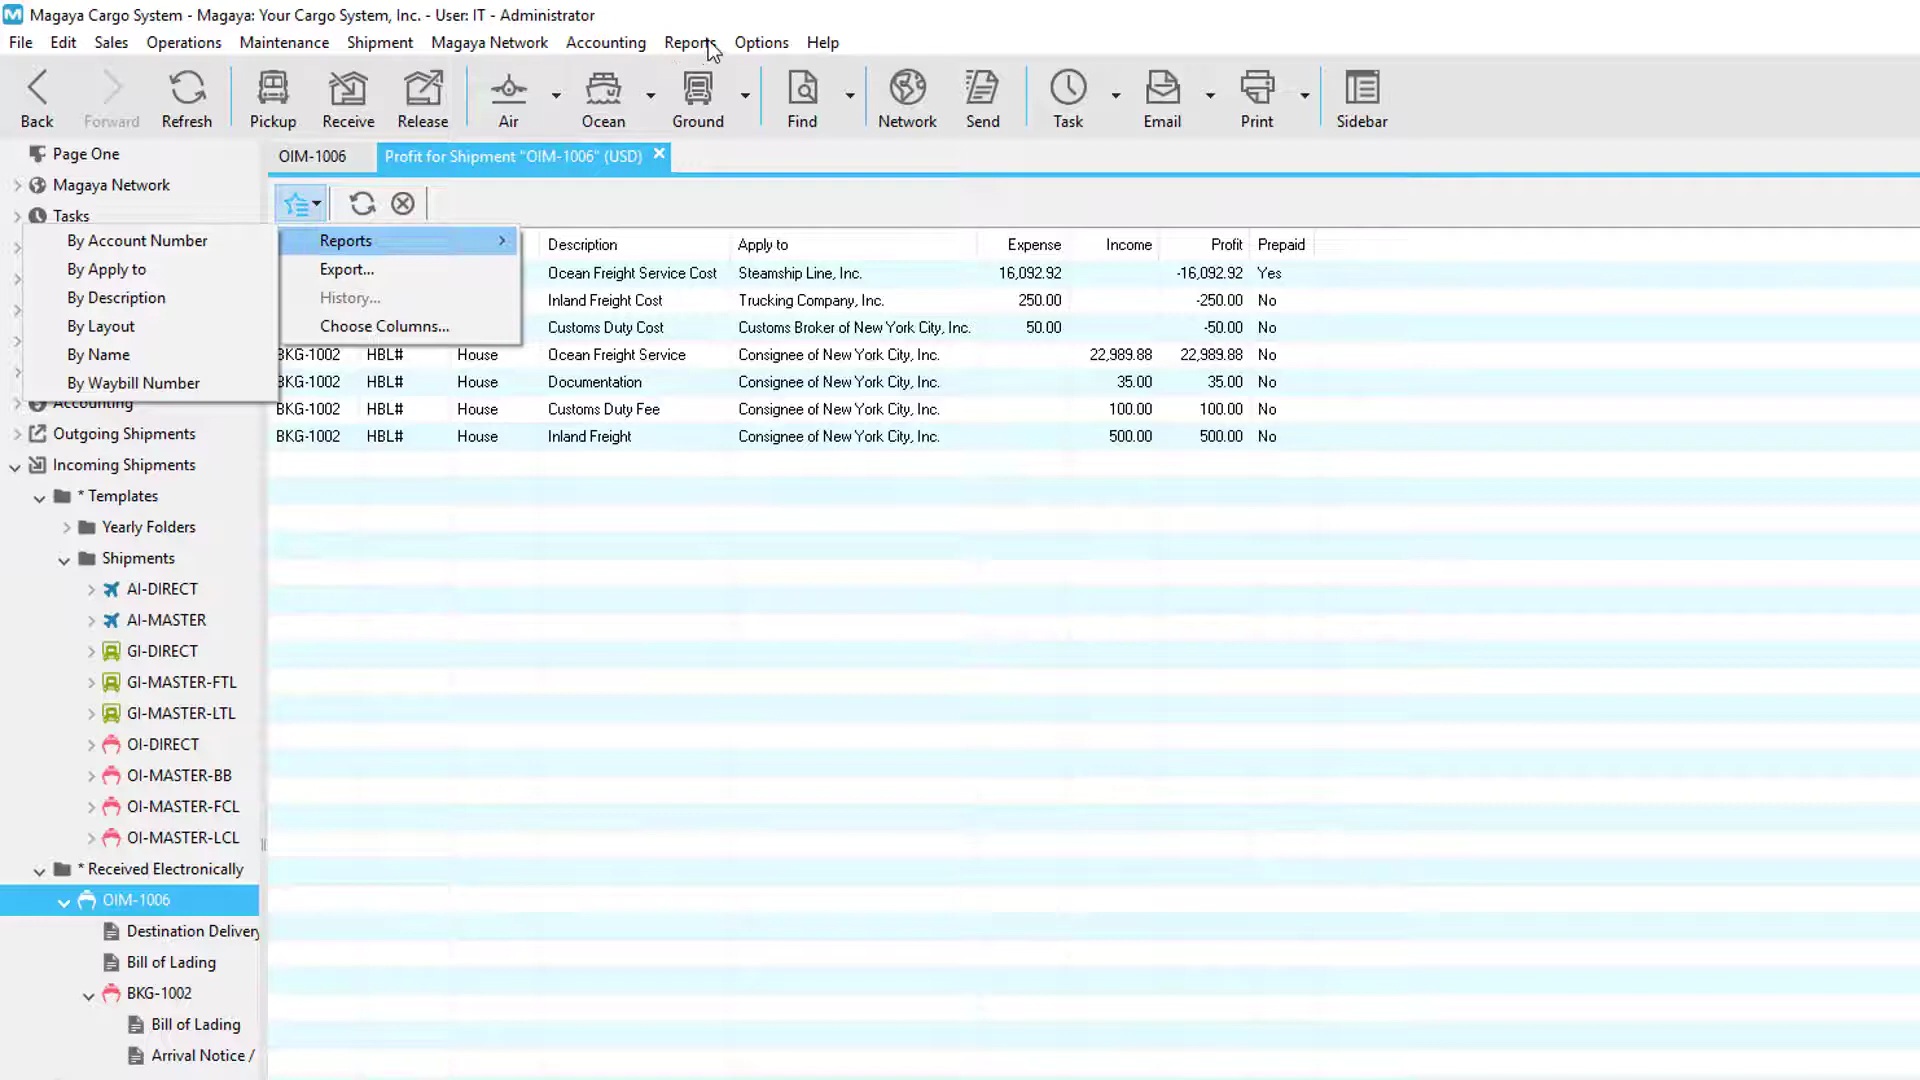 Magaya Cargo System - Magaya: Your Cargo System, Inc. - User: IT - Administrator
File Edit Sales Operations Maintenance Shipment Magaya Network Accounting Reports Options Help
Back Forward Refresh Pickup Receive Release Air Ocean Ground Find Network Send Task Email Print Sidebar
Page One
Magaya Network
Tasks
Accounting
Outgoing Shipments
Incoming Shipments
* Templates
Yearly Folders
Shipments
AI-DIRECT
AI-MASTER
GI-DIRECT
GI-MASTER-FTL
GI-MASTER-LTL
OI-DIRECT
OI-MASTER-BB
OI-MASTER-FCL
OI-MASTER-LCL
* Received Electronically
OIM-1006
Destination Delivery
Bill of Lading
BKG-1002
Bill of Lading
Arrival Notice /
By Account Number
By Apply to
By Description
By Layout
By Name
By Waybill Number
OIM-1006 Profit for Shipment "OIM-1006" (USD)
Reports
Export...
History...
Choose Columns...
Description Apply to Expense Income Profit Prepaid
Ocean Freight Service Cost Steamship Line, Inc. 16,092.92 -16,092.92 Yes
Inland Freight Cost Trucking Company, Inc. 250.00 -250.00 No
Customs Duty Cost Customs Broker of New York City, Inc. 50.00 -50.00 No
BKG-1002 HBL# House Ocean Freight Service Consignee of New York City, Inc. 22,989.88 22,989.88 No
BKG-1002 HBL# House Documentation Consignee of New York City, Inc. 35.00 35.00 No
BKG-1002 HBL# House Customs Duty Fee Consignee of New York City, Inc. 100.00 100.00 No
BKG-1002 HBL# House Inland Freight Consignee of New York City, Inc. 500.00 500.00 No